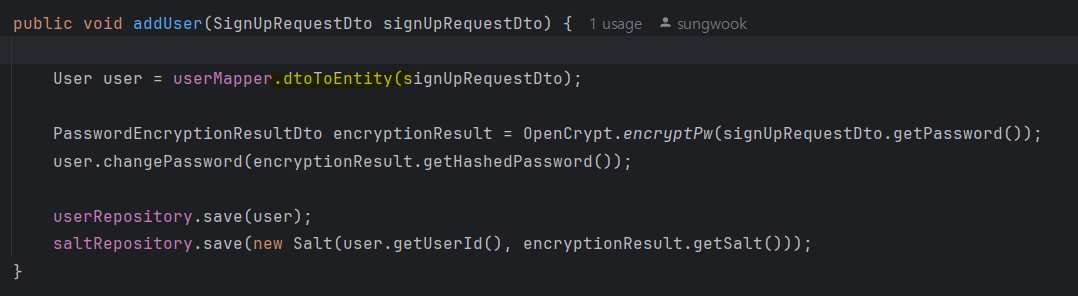 public void addUser(SignUpRequestDto signUpRequestDto) { 1 usage sungwook
User user = userMapper.dtoToEntity(signUpRequestDto);
PasswordEncryptionResultDto encryptionResult = OpenCrypt.encryptPw(signUpRequestDto.getPassword());
user.changePassword(encryptionResult.getHashedPassword());
userRepository.save(user);
saltRepository.save(new Salt(user.getUserId(), encryptionResult.getSalt()));
}